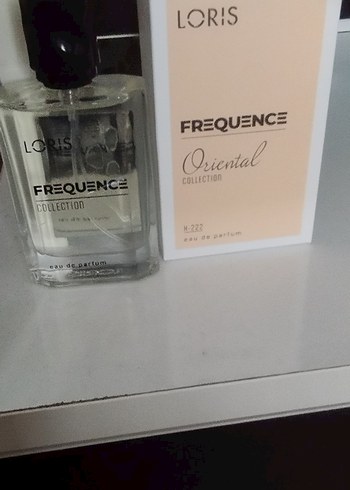 LORIS
FREQUENCE
COLLECTION
eau de parfum
LORIS
FREQUENCE
Oriental
COLLECTION
eau de parfum